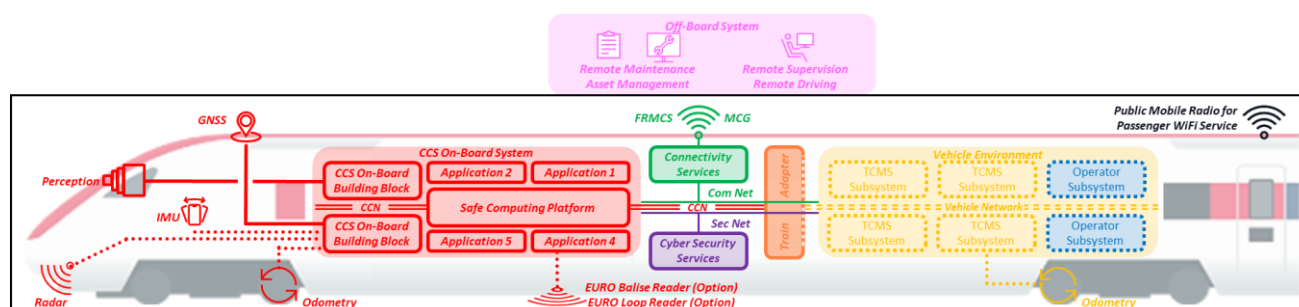 Off-Board System
Remote Maintenance
Asset Management
Remote Supervision
Remote Driving
GNSS
FRMCS
MCG
Public Mobile Radio for
Passenger WiFi Service
Perception
IMU
Radar
Odometry
CCS On-Board System
CCS On-Board
Building Block
Application 2
Application 1
CCN
Safe Computing Platform
CCS On-Board
Building Block
Application 5
Application 4
EURO Balise Reader (Option)
EURO Loop Reader (Option)
Connectivity
Services
Com Net
CCN
Sec Net
Cyber Security
Services
Adapter
Train
Vehicle Environment
TCMS
Subsystem
TCMS
Subsystem
Operator
Subsystem
Vehicle Network
TCMS
Subsystem
TCMS
Subsystem
Operator
Subsystem
Odometry